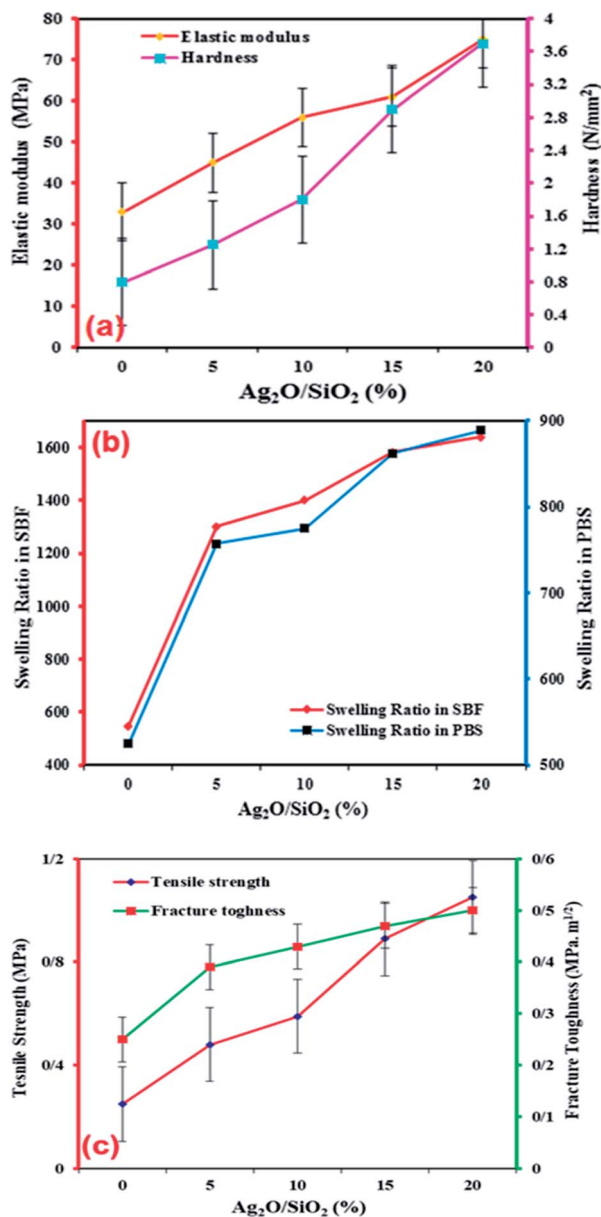 80
70
60
50
40
30
20
10
0
Elastic modulus (MPa)
Elastic modulus
Hardness
4
3.6
3.2
2.8
2.4
2
1.6
1.2
0.8
0.4
0
Hardness (N/mm²)
(a)
0 5 10 15 20
Ag₂O/SiO₂ (%)
(b)
1600
1400
1200
1000
800
600
400
Swelling Ratio in SBF
900
800
700
600
500
Swelling Ratio in PBS
Swelling Ratio in SBF
Swelling Ratio in PBS
0 5 10 15 20
Ag₂O/SiO₂ (%)
1/2
0/8
0/4
0
Tesnile Strength (MPa)
Tensile strength
Fracture toghness
0/6
0/5
0/4
0/3
0/2
0/1
0
Fracture Toughness (MPa. m¹/²)
(c)
0 5 10 15 20
Ag₂O/SiO₂ (%)